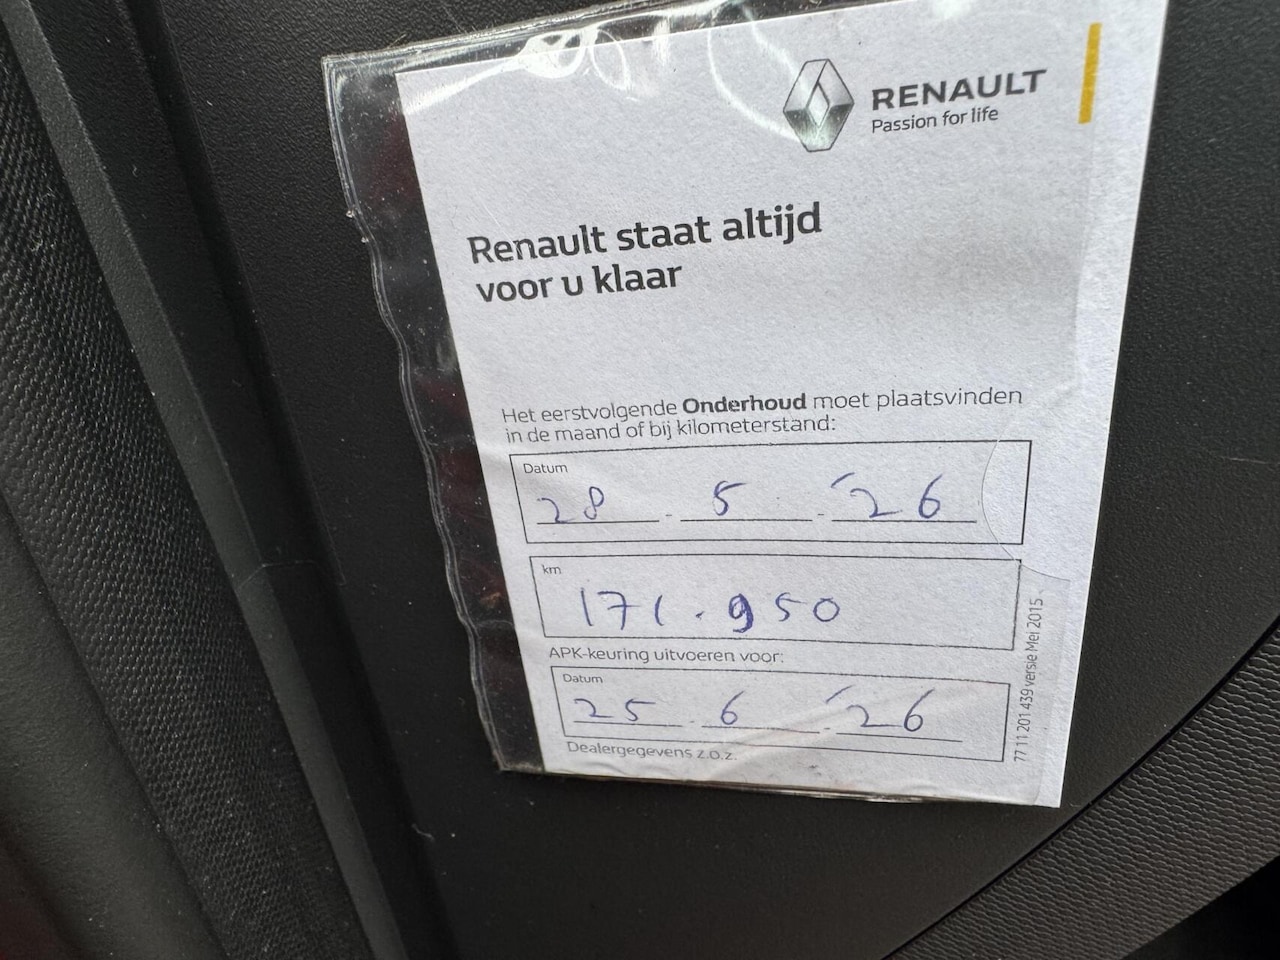 RENAULT
Passion for life
Renault staat altijd
voor u klaar
Het eerstvolgende Onderhoud moet plaatsvinden
in de maand of bij kilometerstand:
Datum
28 . 5 . '26
km
171.950
APK-keuring uitvoeren voor:
Datum
25 . 6 . '26
Dealergegevens z.o.z.
77 11 201 439 versie Mei 2015